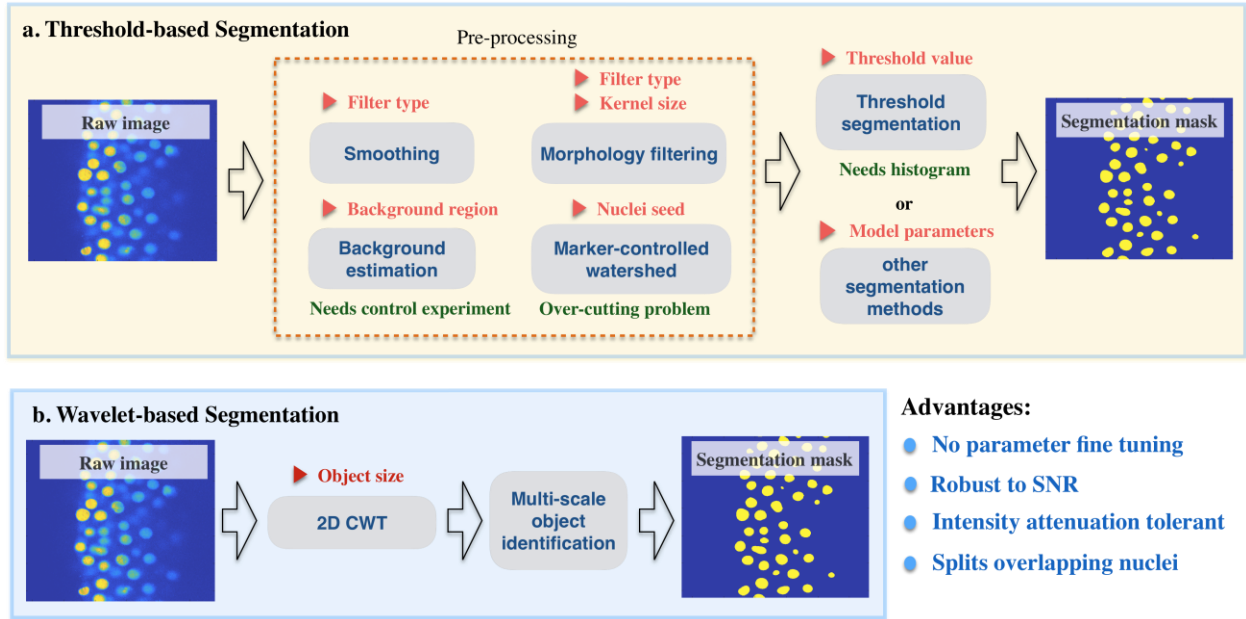 a. Threshold-based Segmentation
Pre-processing
Raw image
Filter type
Smoothing
Filter type
Kernel size
Morphology filtering
Background region
Background
estimation
Needs control experiment
Nuclei seed
Marker-controlled
watershed
Over-cutting problem
Threshold value
Threshold
segmentation
Needs histogram
or
Model parameters
other
segmentation
methods
Segmentation mask
b. Wavelet-based Segmentation
Raw image
Object size
2D CWT
Multi-scale
object
identification
Segmentation mask
Advantages:
No parameter fine tuning
Robust to SNR
Intensity attenuation tolerant
Splits overlapping nuclei